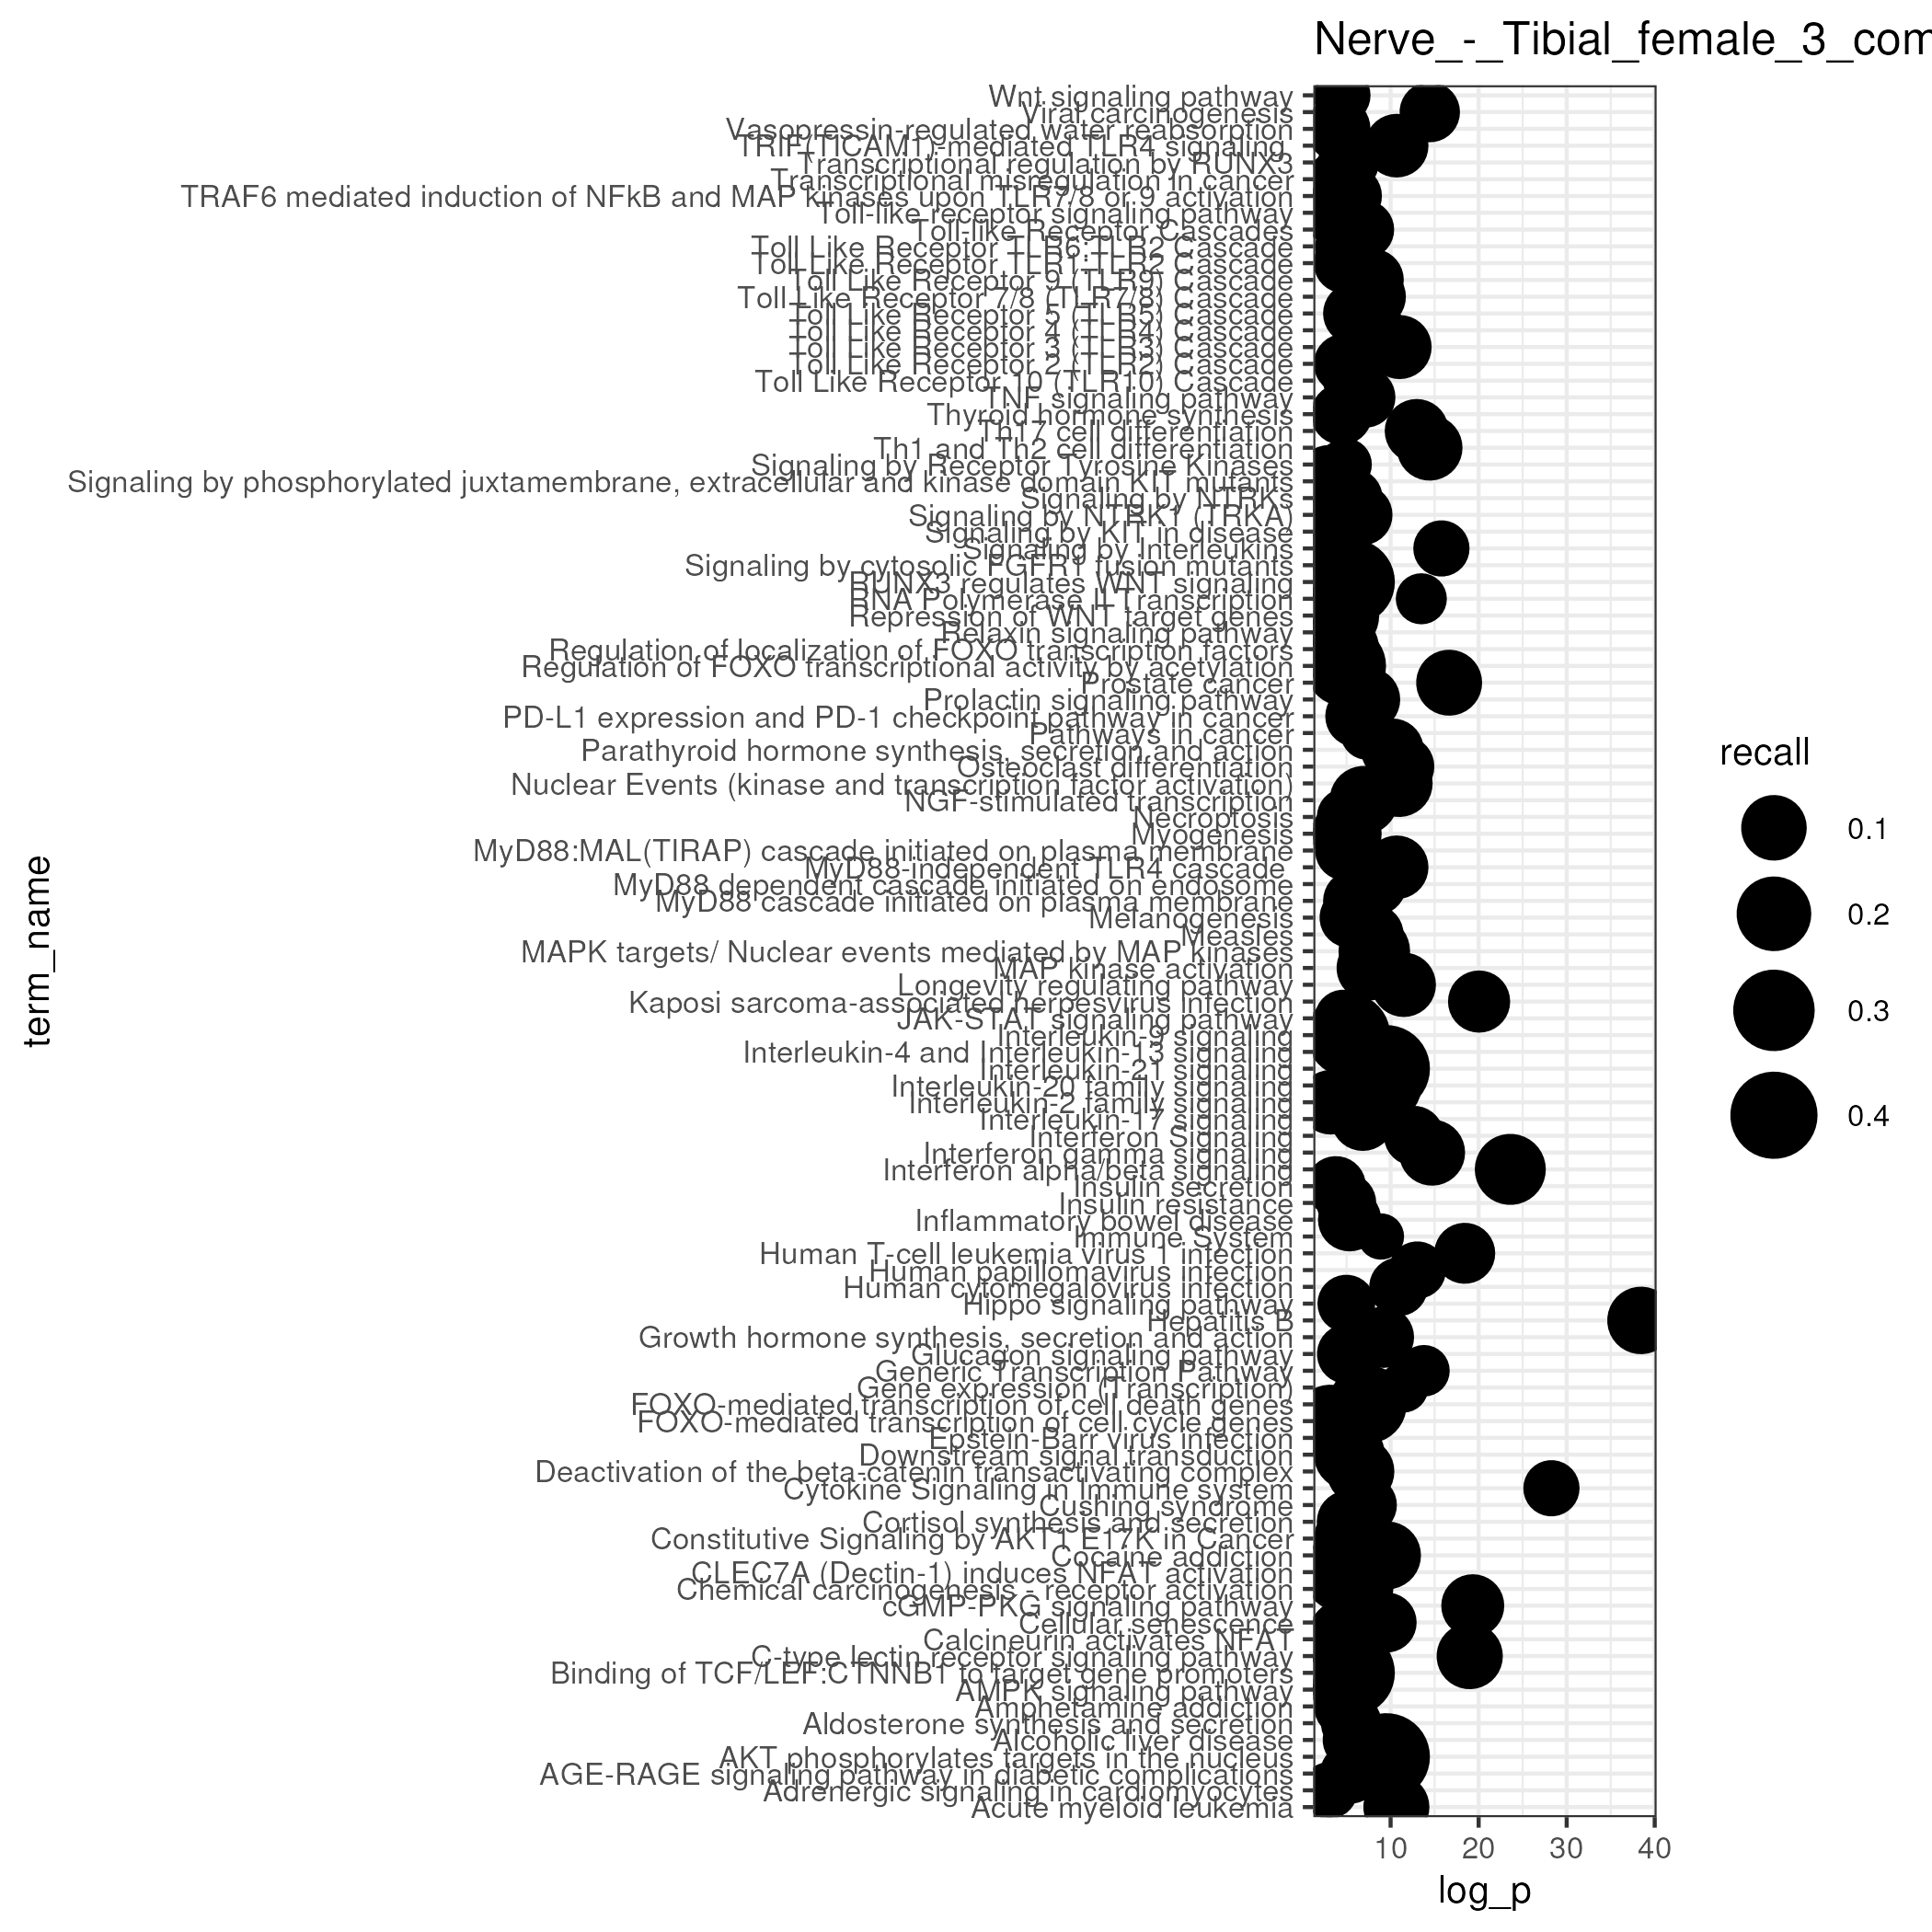 Nerve_-_Tibial_female_3_com
Wnt signaling pathway
Viral carcinogenesis
Vasopressin-regulated water reabsorption
TRIF(TICAM1)-mediated TLR4 signaling
Transcriptional regulation by RUNX3
Transcriptional misregulation in cancer
TRAF6 mediated induction of NFkB and MAP kinases upon TLR7/8 or 9 activation
Toll-like receptor signaling pathway
Toll-like Receptor Cascades
Toll Like Receptor TLR6:TLR2 Cascade
Toll Like Receptor TLR1:TLR2 Cascade
Toll Like Receptor 9 (TLR9) Cascade
Toll Like Receptor 7/8 (TLR7/8) Cascade
Toll Like Receptor 5 (TLR5) Cascade
Toll Like Receptor 4 (TLR4) Cascade
Toll Like Receptor 3 (TLR3) Cascade
Toll Like Receptor 2 (TLR2) Cascade
Toll Like Receptor 10 (TLR10) Cascade
TNF signaling pathway
Thyroid hormone synthesis
Th17 cell differentiation
Th1 and Th2 cell differentiation
Signaling by Receptor Tyrosine Kinases
Signaling by phosphorylated juxtamembrane, extracellular and kinase domain KIT mutants
Signaling by NTRKs
Signaling by NTRK1 (TRKA)
Signaling by KIT in disease
Signaling by Interleukins
Signaling by cytosolic FGFR1 fusion mutants
RUNX3 regulates WNT signaling
RNA Polymerase II Transcription
Repression of WNT target genes
Relaxin signaling pathway
Regulation of localization of FOXO transcription factors
Regulation of FOXO transcriptional activity by acetylation
Prostate cancer
Prolactin signaling pathway
PD-L1 expression and PD-1 checkpoint pathway in cancer
Pathways in cancer
Parathyroid hormone synthesis, secretion and action
Osteoclast differentiation
Nuclear Events (kinase and transcription factor activation)
NGF-stimulated transcription
Necroptosis
Myogenesis
MyD88:MAL(TIRAP) cascade initiated on plasma membrane
MyD88-independent TLR4 cascade
MyD88 dependent cascade initiated on endosome
MyD88 cascade initiated on plasma membrane
Melanogenesis
Measles
MAPK targets/ Nuclear events mediated by MAP kinases
MAP kinase activation
Longevity regulating pathway
Kaposi sarcoma-associated herpesvirus infection
JAK-STAT signaling pathway
Interleukin-9 signaling
Interleukin-4 and Interleukin-13 signaling
Interleukin-21 signaling
Interleukin-20 family signaling
Interleukin-2 family signaling
Interleukin-17 signaling
Interferon Signaling
Interferon gamma signaling
Interferon alpha/beta signaling
Insulin secretion
Insulin resistance
Inflammatory bowel disease
Immune System
Human T-cell leukemia virus 1 infection
Human papillomavirus infection
Human cytomegalovirus infection
Hippo signaling pathway
Hepatitis B
Growth hormone synthesis, secretion and action
Glucagon signaling pathway
Generic Transcription Pathway
Gene expression (Transcription)
FOXO-mediated transcription of cell death genes
FOXO-mediated transcription of cell cycle genes
Epstein-Barr virus infection
Downstream signal transduction
Deactivation of the beta-catenin transactivating complex
Cytokine Signaling in Immune system
Cushing syndrome
Cortisol synthesis and secretion
Constitutive Signaling by AKT1 E17K in Cancer
Cocaine addiction
CLEC7A (Dectin-1) induces NFAT activation
Chemical carcinogenesis - receptor activation
cGMP-PKG signaling pathway
Cellular senescence
Calcineurin activates NFAT
C-type lectin receptor signaling pathway
Binding of TCF/LEF:CTNNB1 to target gene promoters
AMPK signaling pathway
Amphetamine addiction
Aldosterone synthesis and secretion
Alcoholic liver disease
AKT phosphorylates targets in the nucleus
AGE-RAGE signaling pathway in diabetic complications
Adrenergic signaling in cardiomyocytes
Acute myeloid leukemia
term_name
10 20 30 40
log_p
recall
0.1
0.2
0.3
0.4